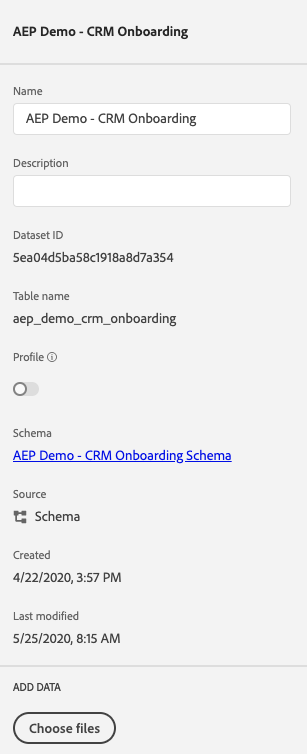 AEP Demo - CRM Onboarding
Name
AEP Demo - CRM Onboarding
Description
Dataset ID
5ea04d5ba58c1918a8d7a354
Table name
aep_demo_crm_onboarding
Profile
Schema
AEP Demo - CRM Onboarding Schema
Source
Schema
Created
4/22/2020, 3:57 PM
Last modified
5/25/2020, 8:15 AM
ADD DATA
Choose files